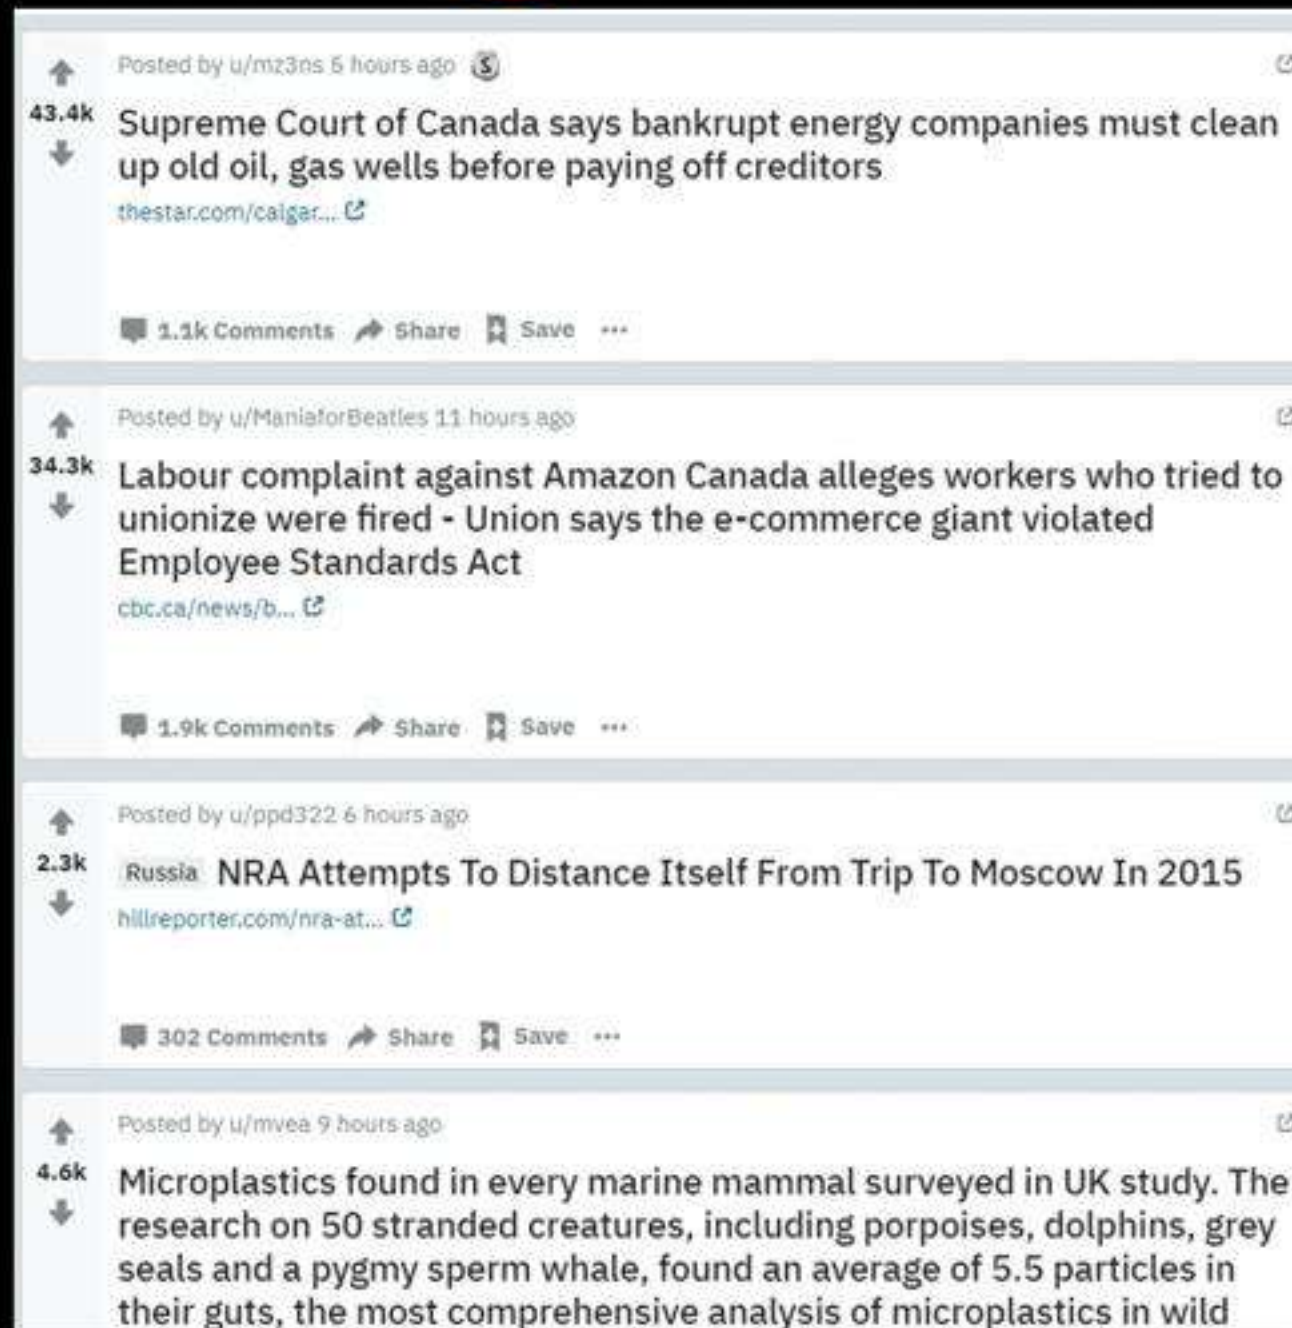 Posted by u/mz3ns 5 hours ago
43.4k
Supreme Court of Canada says bankrupt energy companies must clean
up old oil, gas wells before paying off creditors
thestar.com/calgar...
1.1k Comments Share Save ...
Posted by u/ManiaforBeatles 11 hours ago
34.3k
Labour complaint against Amazon Canada alleges workers who tried to
unionize were fired - Union says the e-commerce giant violated
Employee Standards Act
cbc.ca/news/b...
1.9k Comments Share Save ...
Posted by u/ppd322 6 hours ago
2.3k
Russia NRA Attempts To Distance Itself From Trip To Moscow In 2015
hillreporter.com/nra-at...
302 Comments Share Save ...
Posted by u/mvea 9 hours ago
4.6k
Microplastics found in every marine mammal surveyed in UK study. The
research on 50 stranded creatures, including porpoises, dolphins, grey
seals and a pygmy sperm whale, found an average of 5.5 particles in
their guts, the most comprehensive analysis of microplastics in wild